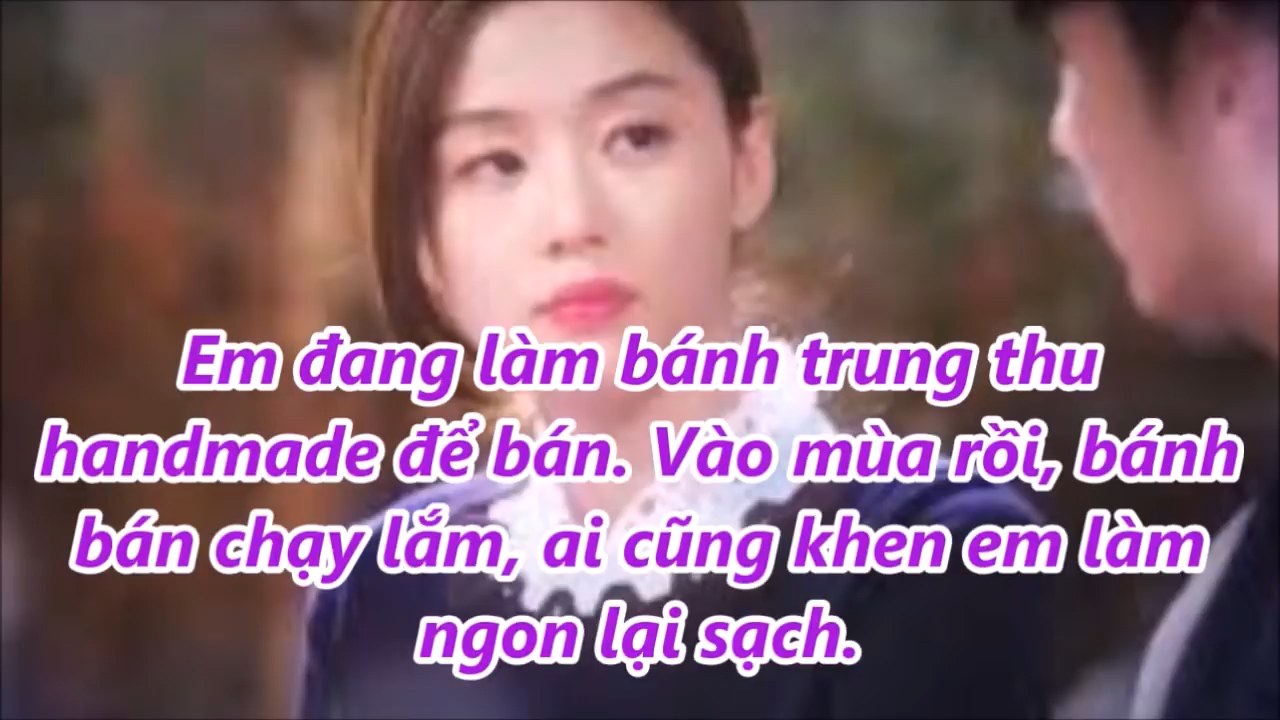 Em đang làm bánh trung thu
handmade để bán. Vào mùa rồi, bánh
bán chạy lắm, ai cũng khen em làm
ngon lại sạch.